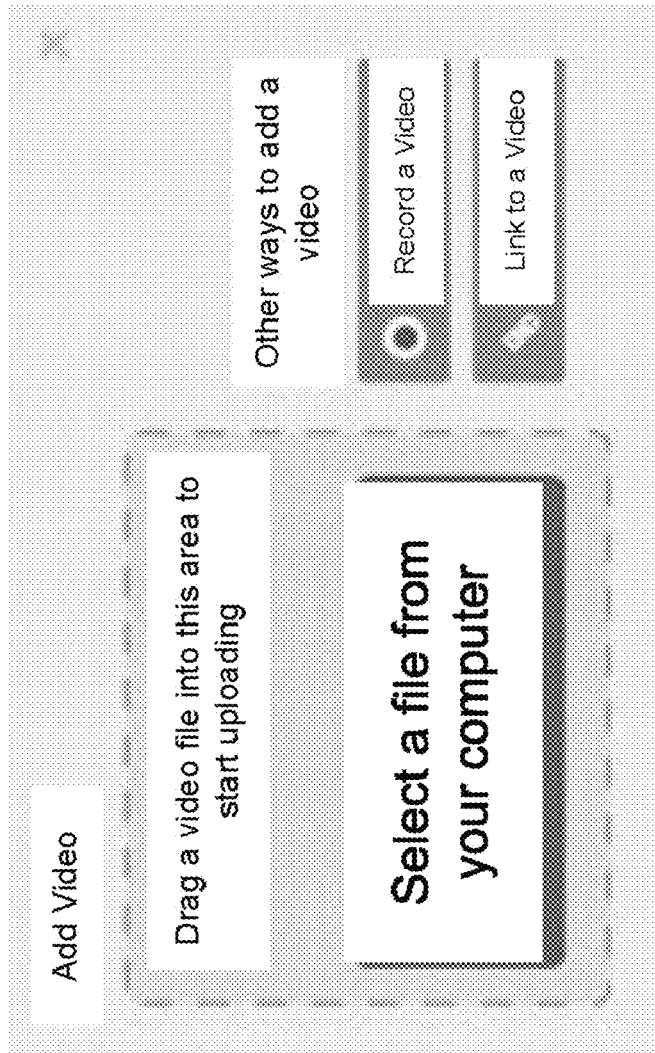 Add Video
Drag a video file into this area to
start uploading
Select a file from
your computer
Other ways to add a
video
Record a Video
Link to a Video